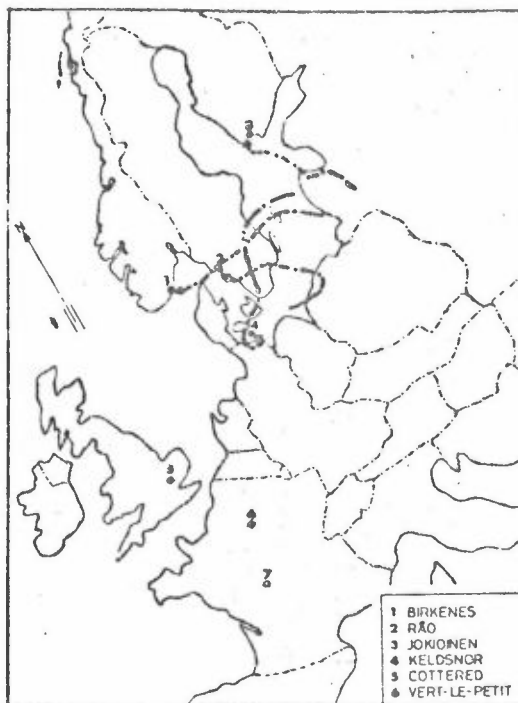 1 BIRKENES
2 RÅO
3 JOKIOINEN
4 KELDSNOR
5 COTTERED
6 VERT-LE-PETIT